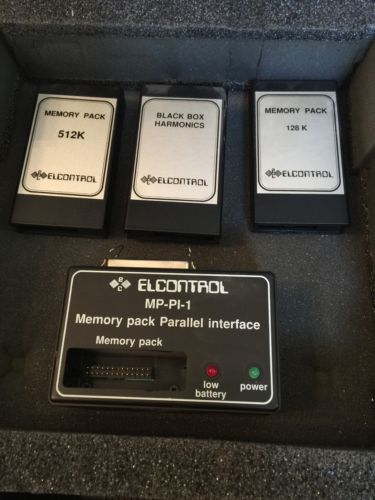 MEMORY PACK
512K
ELCONTROL
BLACK BOX
HARMONICS
ELCONTROL
MEMORY PACK
128 K
ELCONTROL
ELCONTROL
MP-PI-1
Memory pack Parallel interface
Memory pack
low
battery
power